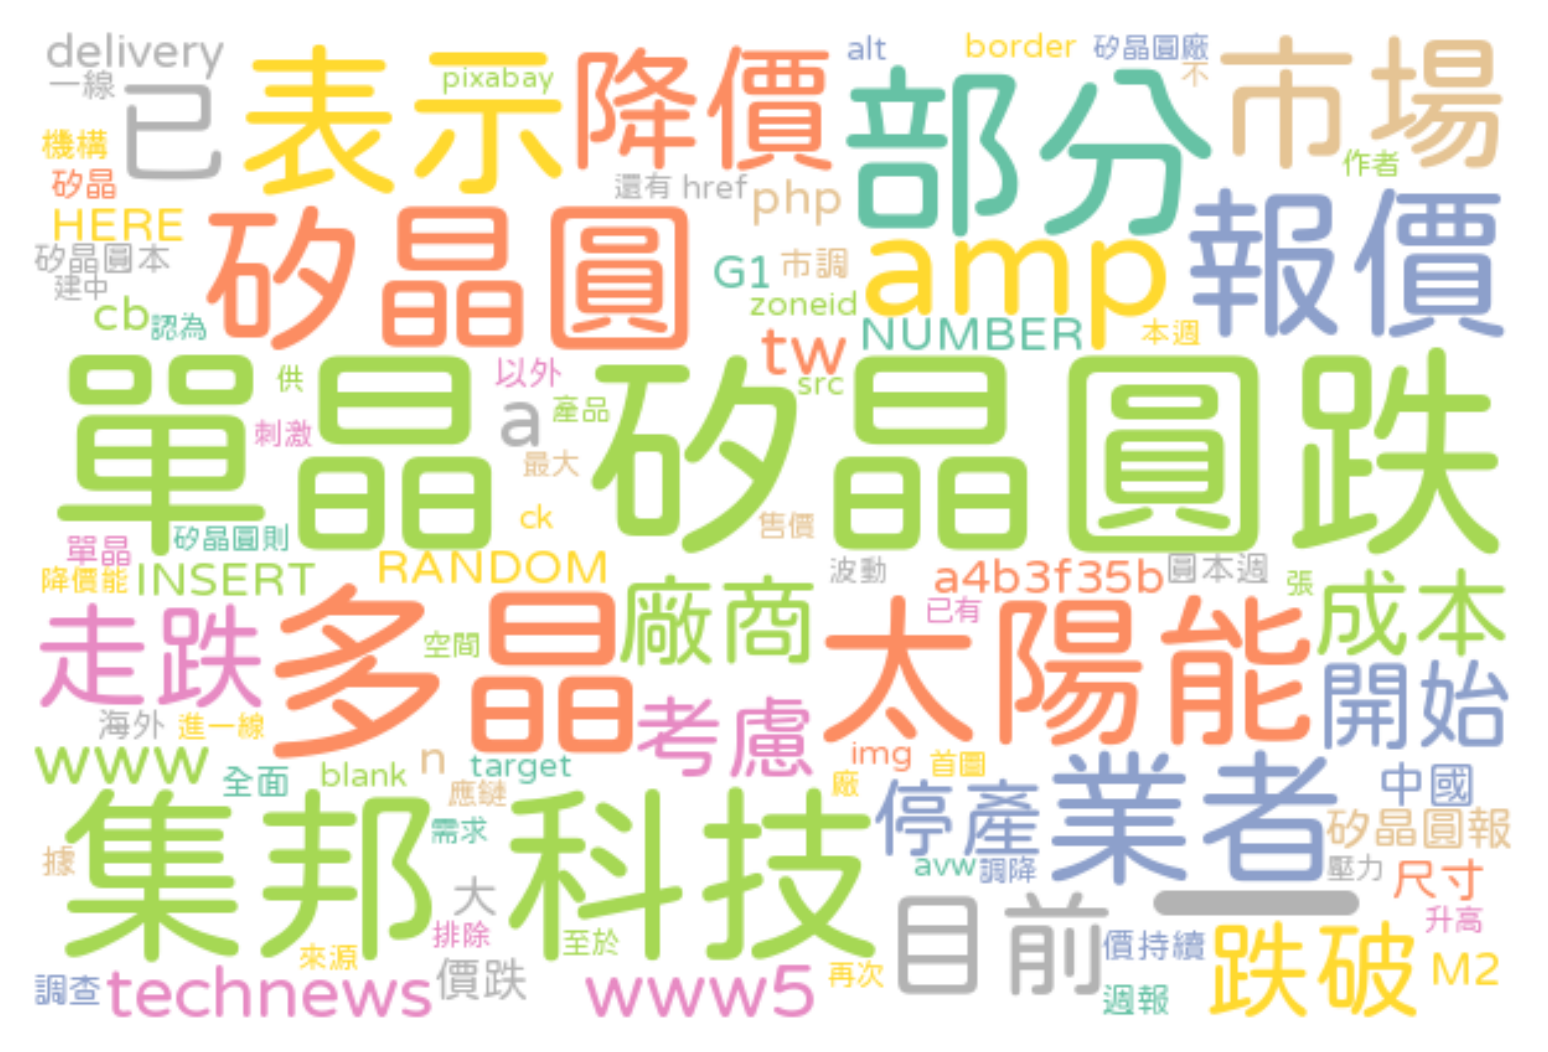 delivery
一線
已
表示
pixabay
降價
alt
部分
border
矽晶圓廠
不
市場
作者
機構
矽晶
HERE
矽晶圓
還有
href
php
矽晶圓本
建中
cb
認為
G1
市調
zoneid
amp
報價
tw
NUMBER
本週
單晶
供
刺激
以外
a
產品
最大
矽晶圓跌
src
售價
ck
矽晶圓則
單晶
降價能
INSERT
RANDOM
波動
a4b3f35b
圓本週
張
成本
走跌
多晶
空間
廠商
已有
太陽能
開始
海外
進一線
考慮
www
全面
blank
n
target
應鏈
img
首圖
廠
停產
業者
中國
矽晶圓報
集邦科技
需求
據
大
排除
至於
avw
調降
壓力
尺寸
一
升高
目前
價持續
跌破
M2
來源
調查
technews
價跌
www5
再次
週報